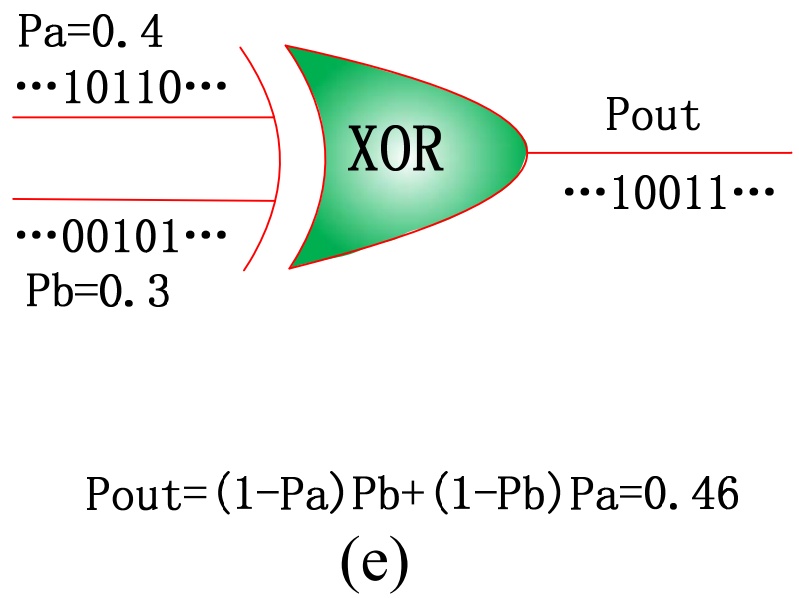 Pa=0.4
…10110…
XOR
Pout
…10011…
…00101…
Pb=0.3
Pout=(1-Pa)Pb+(1-Pb)Pa=0.46
(e)